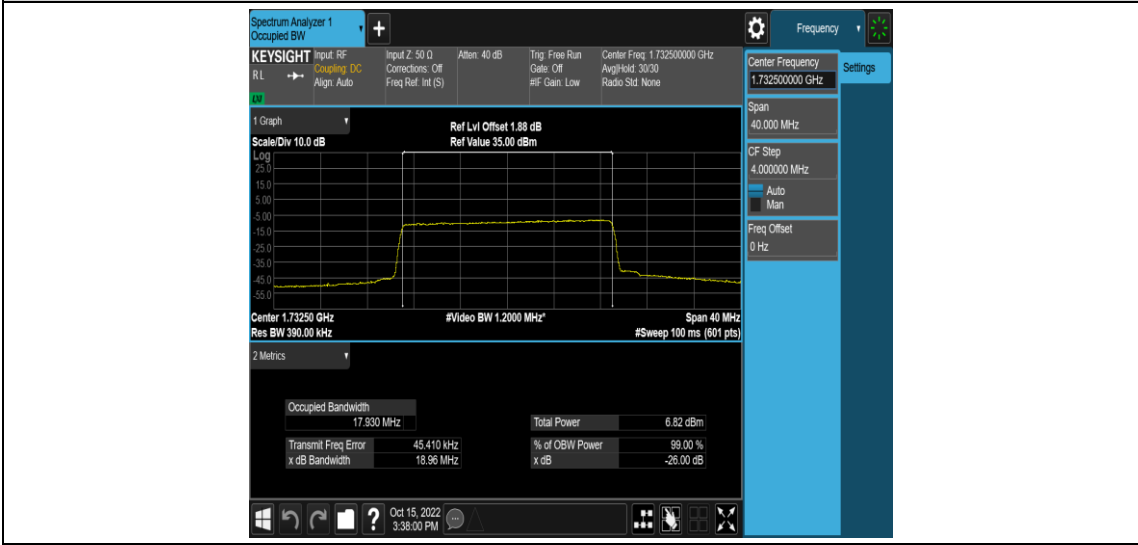 Spectrum Analyzer 1
Occupied BW
+
Frequency
KEYSIGHT
RL
LXI
Input: RF
Coupling: DC
Align: Auto
Input Z: 50 Ω
Corrections: Off
Freq Ref: Int (S)
Atten: 40 dB
Trig: Free Run
Gate: Off
#IF Gain: Low
Center Freq: 1.732500000 GHz
Avg|Hold: 30/30
Radio Std: None
Center Frequency
1.732500000 GHz
Settings
Span
40.000 MHz
CF Step
4.000000 MHz
Auto
Man
Freq Offset
0 Hz
1 Graph
Scale/Div 10.0 dB
Ref Lvl Offset 1.88 dB
Ref Value 35.00 dBm
Log
25.0
15.0
5.00
-5.00
-15.0
-25.0
-35.0
-45.0
-55.0
Center 1.73250 GHz
#Video BW 1.2000 MHz*
Span 40 MHz
Res BW 390.00 kHz
#Sweep 100 ms (601 pts)
2 Metrics
Occupied Bandwidth
17.930 MHz
Total Power 6.82 dBm
Transmit Freq Error 45.410 kHz
% of OBW Power 99.00 %
x dB Bandwidth 18.96 MHz
x dB -26.00 dB
?
Oct 15, 2022
3:38:00 PM